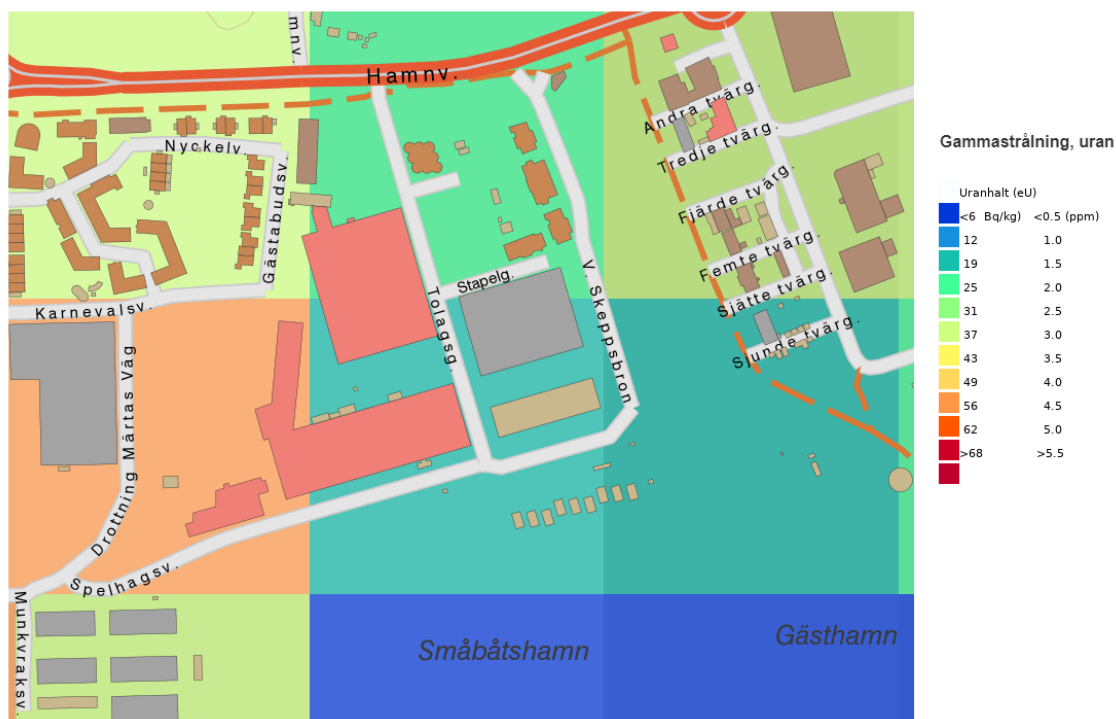 mnv.
Hamnv.
Andra tvärg.
Nyckelv.
Tredje tvärg.
Gästabudsv.
Fjärde tvärg.
Femte tvärg.
Stapelg.
V. Skeppsbron
Sjätte tvärg.
Karnevalsv.
Tolagsg.
Sjunde tvärg.
Drottning Märtas Väg
Spelhagsv.
Munkvraksv.
Småbåtshamn
Gästhamn
Gammastrålning, uran
Uranhalt (eU)
<6 Bq/kg) <0.5 (ppm)
12 1.0
19 1.5
25 2.0
31 2.5
37 3.0
43 3.5
49 4.0
56 4.5
62 5.0
>68 >5.5